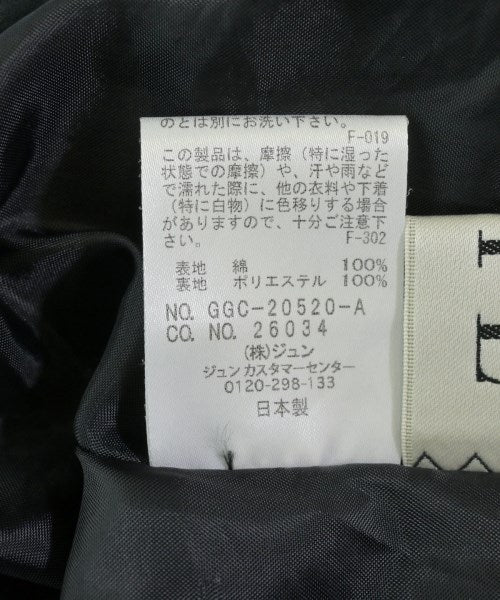 のとは別にお洗い下さい。
F-019
この製品は、摩擦（特に湿った
状態での摩擦）や、汗や雨など
で濡れた際に、他の衣料や下着
（特に白物）に色移りする場合
がありますので、十分ご注意下
さい。 F-302
表地 綿 100%
裏地 ポリエステル 100%
NO. GGC-20520-A
CO. NO. 26034
(株)ジュン
ジュン カスタマーセンター
0120-298-133
日本製